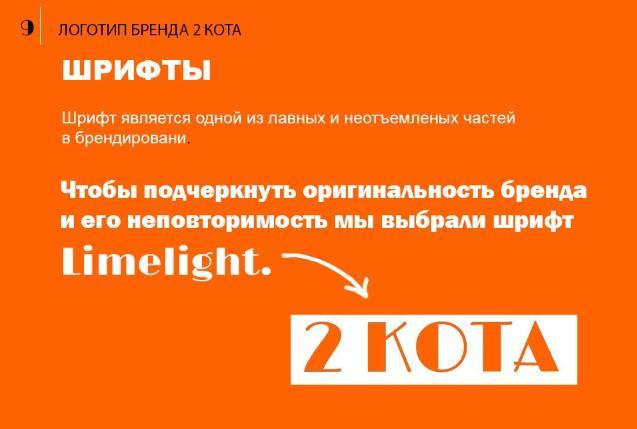 9 ЛОГОТИП БРЕНДА 2 КОТА
ШРИФТЫ
Шрифт является одной из лавных и неотъемленых частей
в брендировани.
Чтобы подчеркнуть оригинальность бренда
и его неповторимость мы выбрали шрифт
Limelight.
2 КОТА